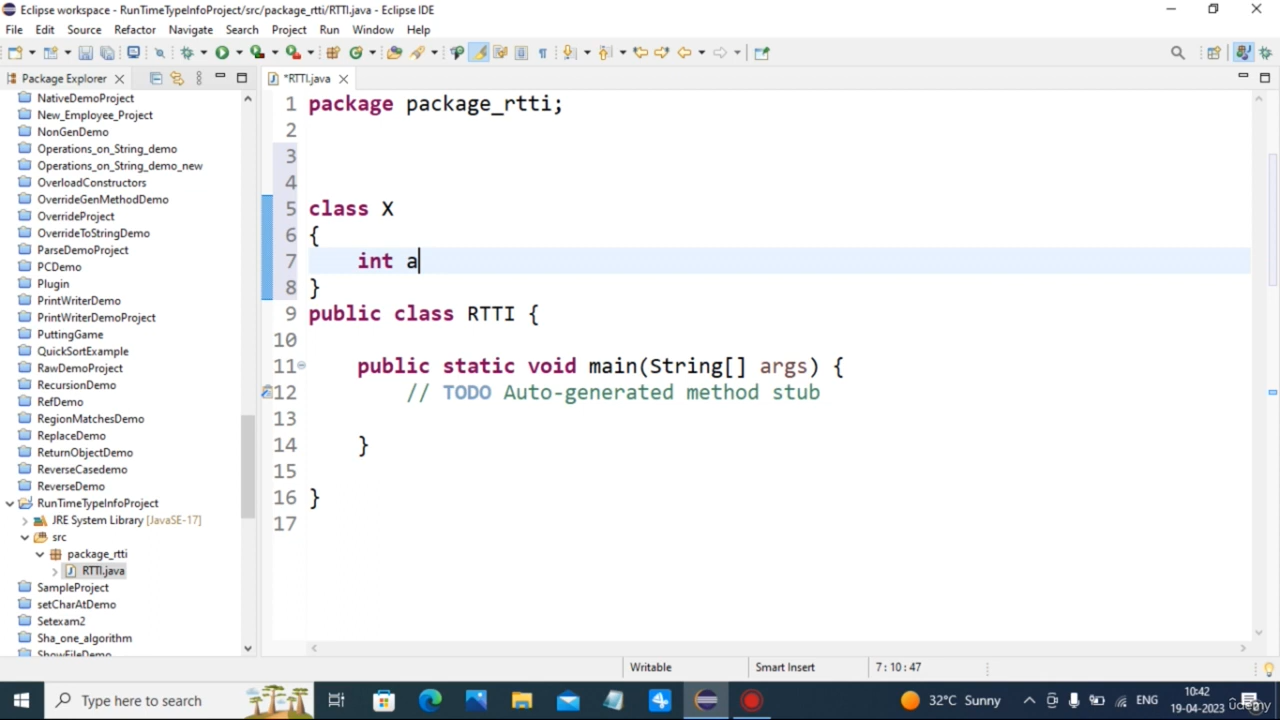 Eclipse workspace - RunTimeTypeInfoProject/src/package_rtti/RTTI.java - Eclipse IDE
File Edit Source Refactor Navigate Search Project Run Window Help
Package Explorer
*RTTI.java
NativeDemoProject
New_Employee_Project
NonGenDemo
Operations_on_String_demo
Operations_on_String_demo_new
OverloadConstructors
OverrideGenMethodDemo
OverrideProject
OverrideToStringDemo
ParseDemoProject
PCDemo
Plugin
PrintWriterDemo
PrintWriterDemoProject
PuttingGame
QuickSortExample
RawDemoProject
RecursionDemo
RefDemo
RegionMatchesDemo
ReplaceDemo
ReturnObjectDemo
ReverseCasedemo
ReverseDemo
RunTimeTypeInfoProject
JRE System Library [JavaSE-17]
src
package_rtti
RTTI.java
SampleProject
setCharAtDemo
Setexam2
Sha_one_algorithm
ShowFileDemo
1 package package_rtti;
2
3
4
5 class X
6 {
7 int a
8 }
9 public class RTTI {
10
11 public static void main(String[] args) {
12 // TODO Auto-generated method stub
13
14 }
15
16 }
17
Writable Smart Insert 7 : 10 : 47
Type here to search
32°C Sunny
ENG
10:42
19-04-2023
udemy